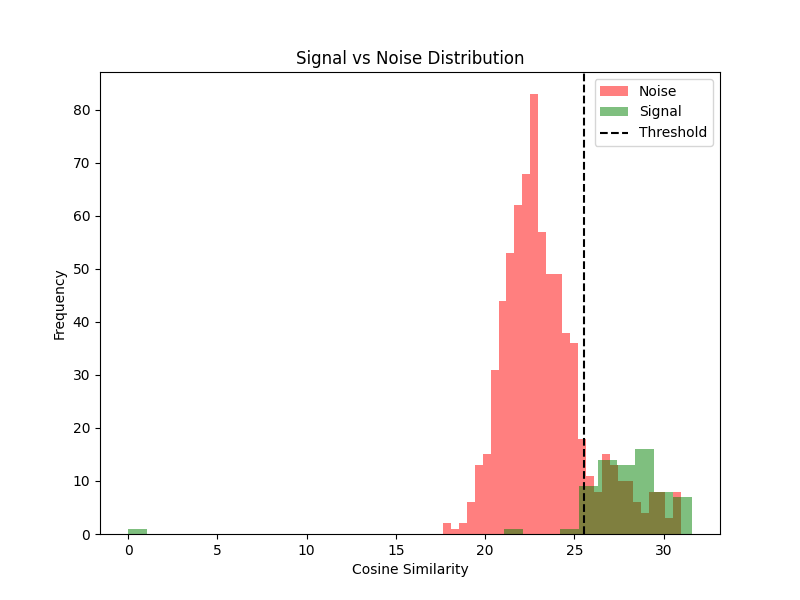 Signal vs Noise Distribution
Noise
Signal
Threshold
80
70
60
50
40
30
20
10
0
Frequency
0 5 10 15 20 25 30
Cosine Similarity